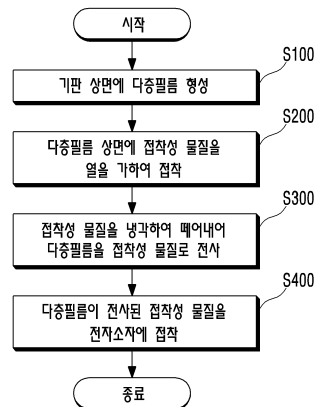 시작
S100
기판 상면에 다층필름 형성
S200
다층필름 상면에 접착성 물질을
열을 가하여 접착
S300
접착성 물질을 냉각하여 떼어내어
다층필름을 접착성 물질로 전사
S400
다층필름이 전사된 접착성 물질을
전자소자에 접착
종료